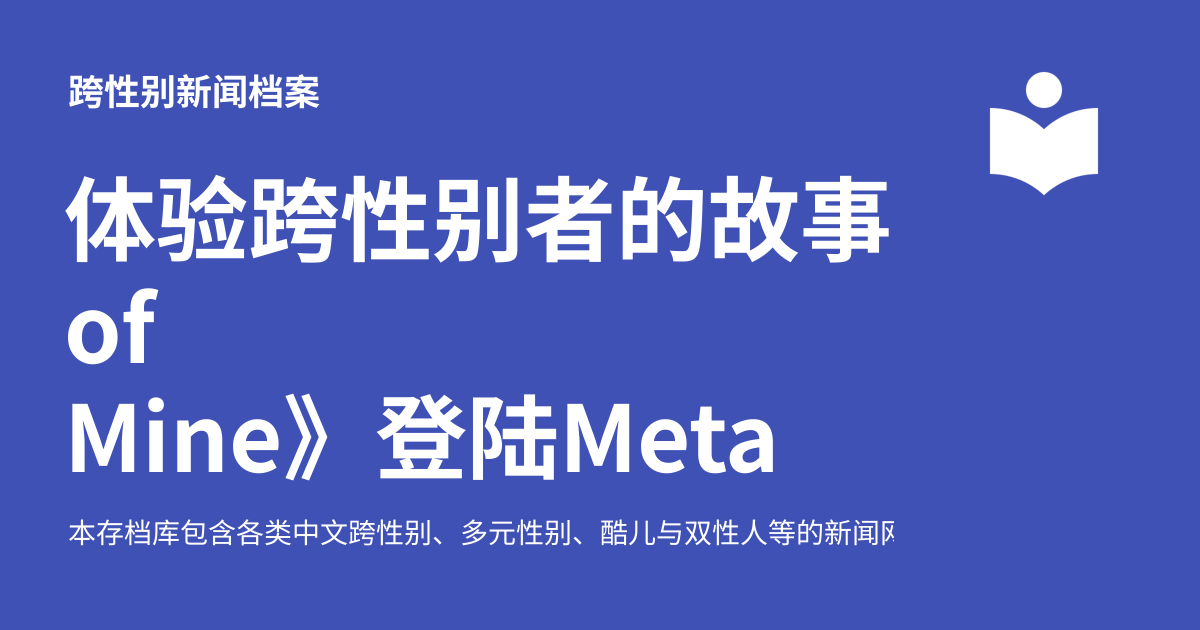 跨性别新闻档案
体验跨性别者的故事
of
Mine》登陆Meta
本存档库包含各类中文跨性别、多元性别、酷儿与双性人等的新闻网